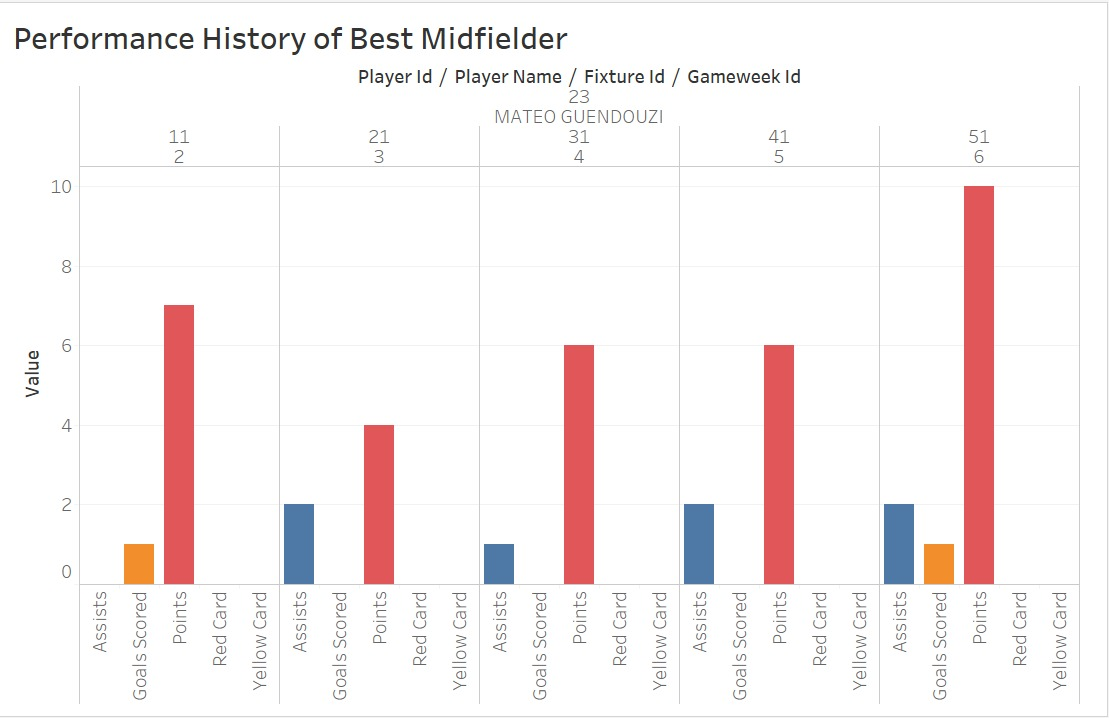 Performance History of Best Midfielder
Player Id / Player Name / Fixture Id / Gameweek Id
23
MATEO GUENDOUZI
11 21 31 41 51
2 3 4 5 6
10
8
6
4
2
0
Value
Assists Goals Scored Points Red Card Yellow Card Assists Goals Scored Points Red Card Yellow Card Assists Goals Scored Points Red Card Yellow Card Assists Goals Scored Points Red Card Yellow Card Assists Goals Scored Points Red Card Yellow Card